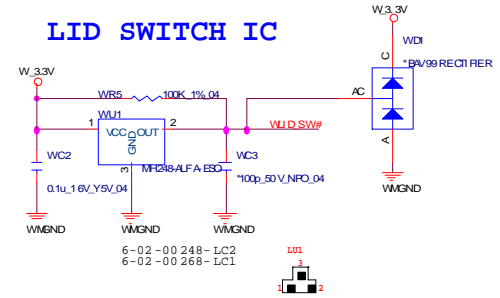 LID SWITCH IC
W_3.3V
WD1
C
*BAV99 RECTIFIER
AC
A
WMGND
W_3.3V
WR5
100K_1%_04
WU1
1
VCC
OUT
2
GND
3
WLID_SW#
MH248-ALFA-ESO
WC2
0.1u_16V_Y5V_04
WC3
*100p_50V_NPO_04
WMGND
WMGND
WMGND
6-02-00248-LC2
6-02-00268-LC1
LU1
3
1
2